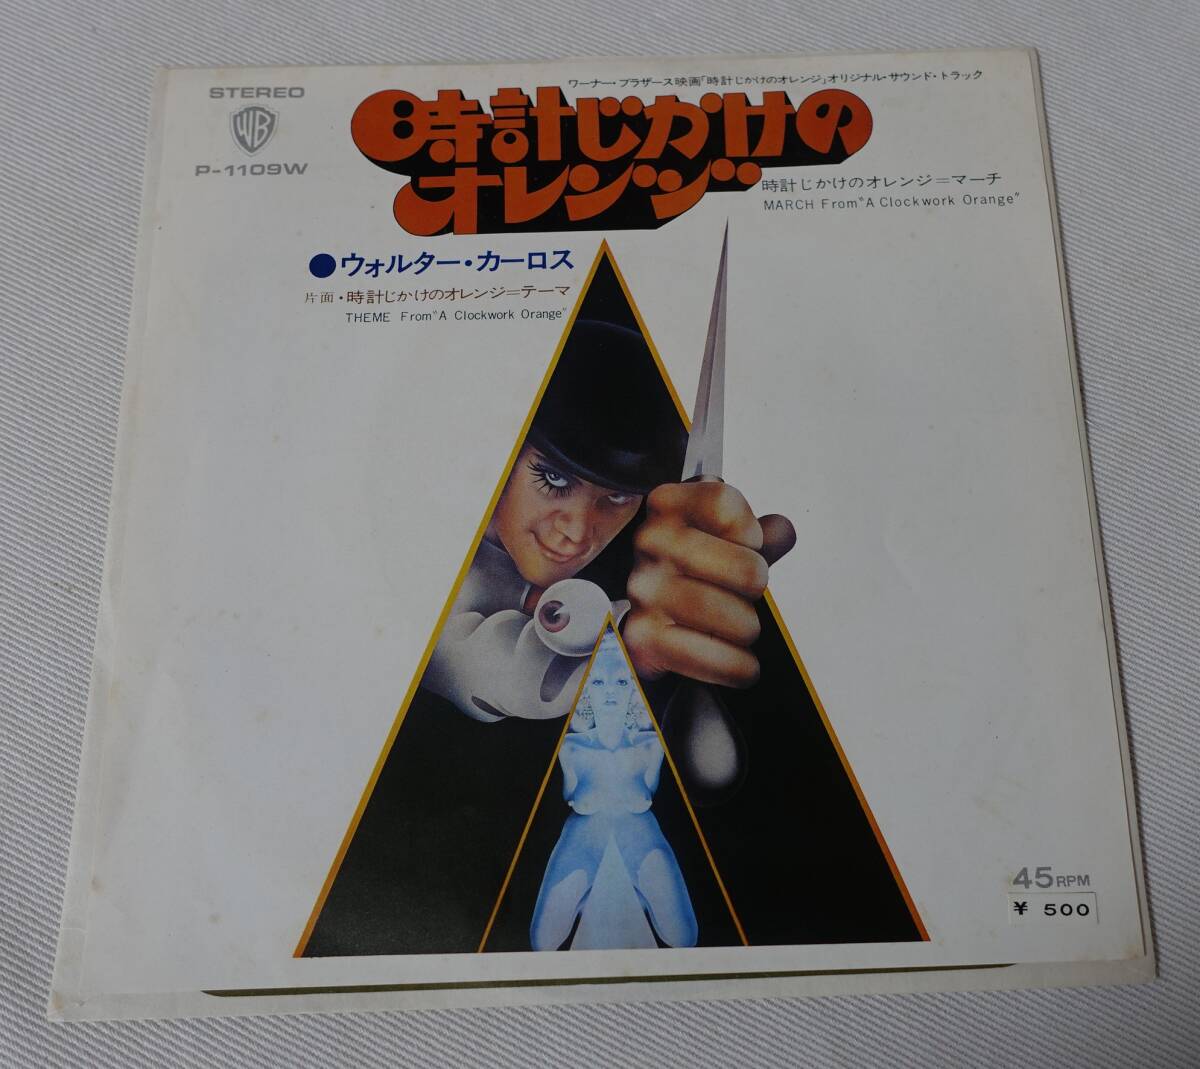 STEREO
WB
P-1109W
ワーナー・ブラザース映画「時計じかけのオレンジ」オリジナル・サウンド・トラック
時計じかけの
オレンジ
時計じかけのオレンジ=マーチ
MARCH From "A Clockwork Orange"
●ウォルター・カーロス
片面・時計じかけのオレンジ=テーマ
THEME From "A Clockwork Orange"
45 RPM
¥ 500